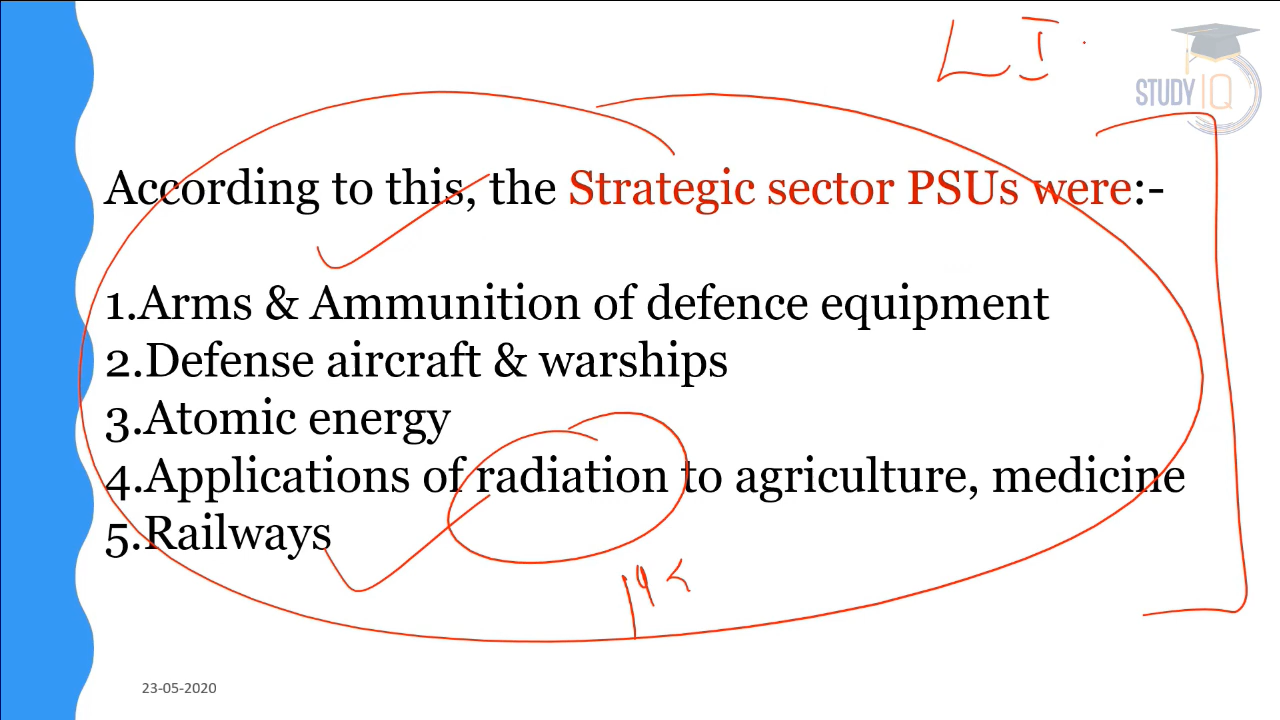 LI
STUDY IQ
According to this, the Strategic sector PSUs were:-
1.Arms & Ammunition of defence equipment
2.Defense aircraft & warships
3.Atomic energy
4.Applications of radiation to agriculture, medicine
5.Railways
23-05-2020